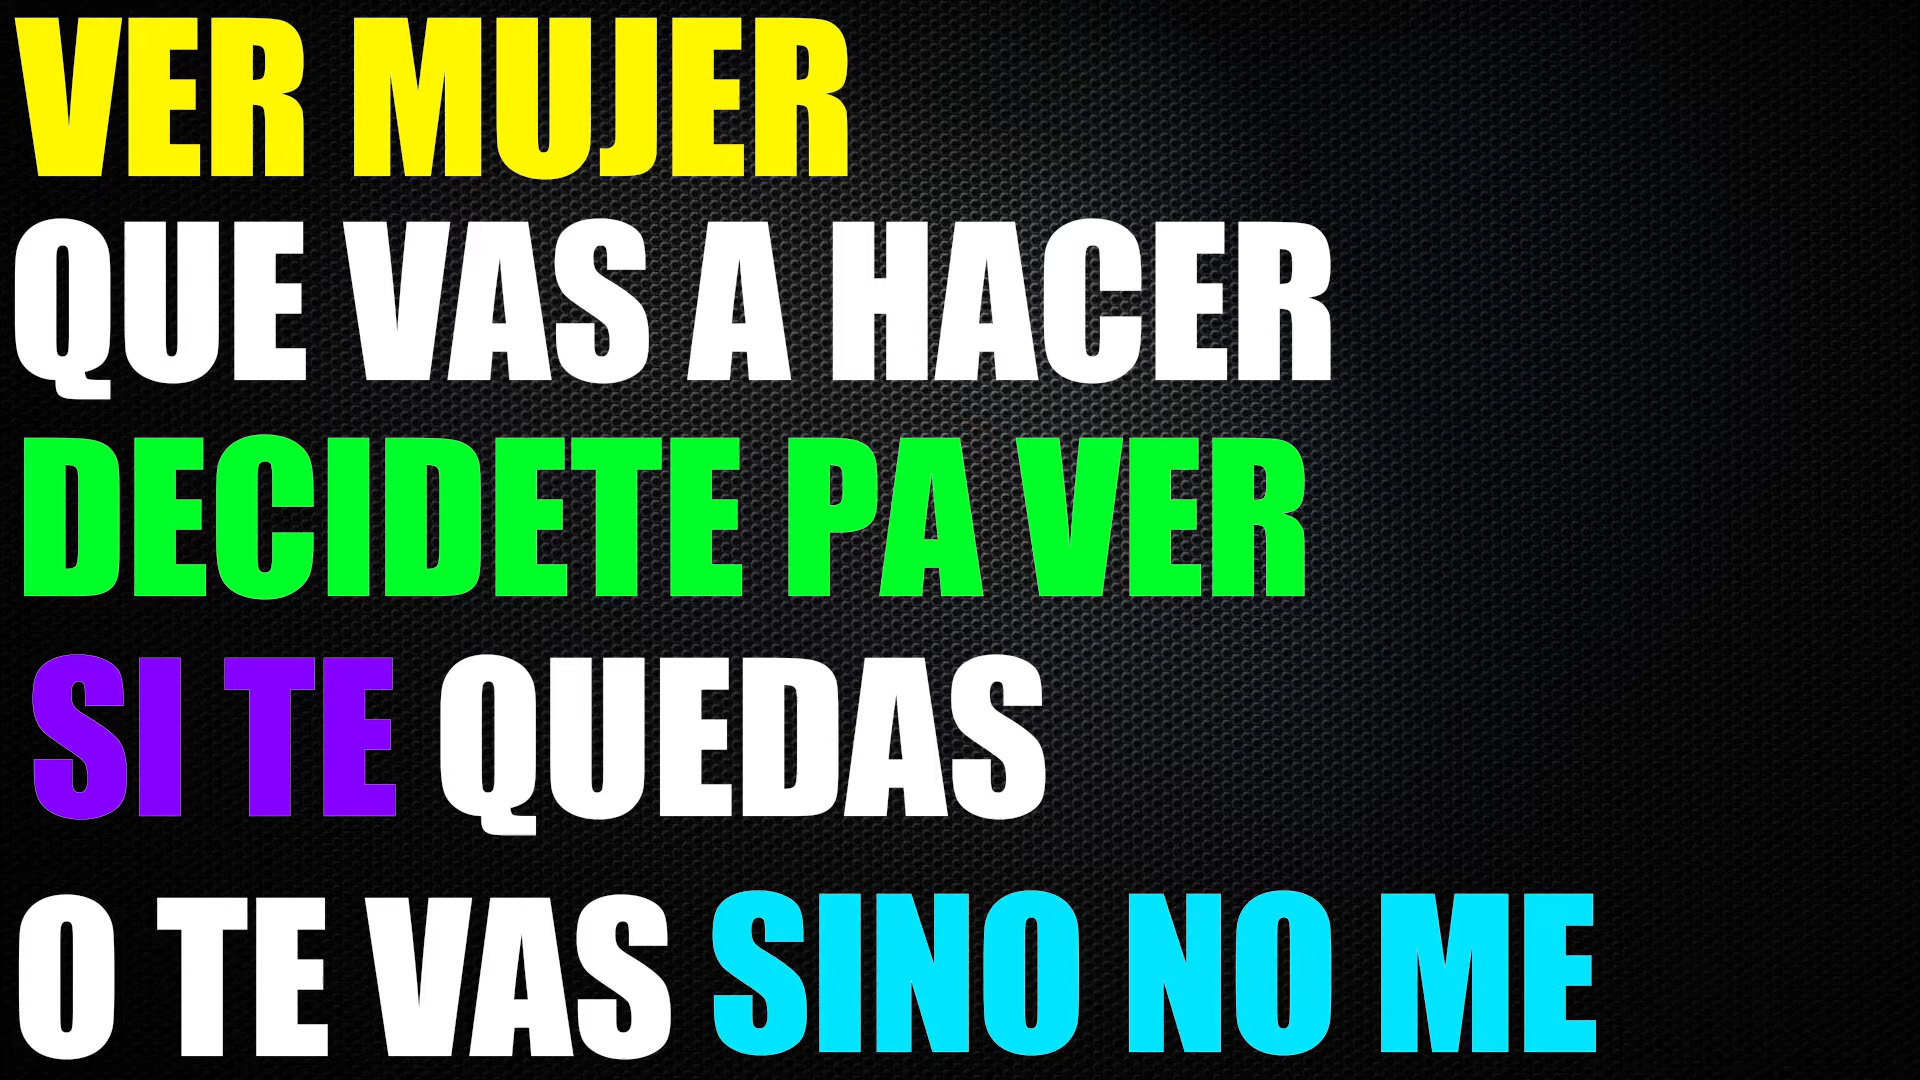 VER MUJER
QUE VAS A HACER
DECIDETE PA VER
SI TE QUEDAS
O TE VAS SINO NO ME